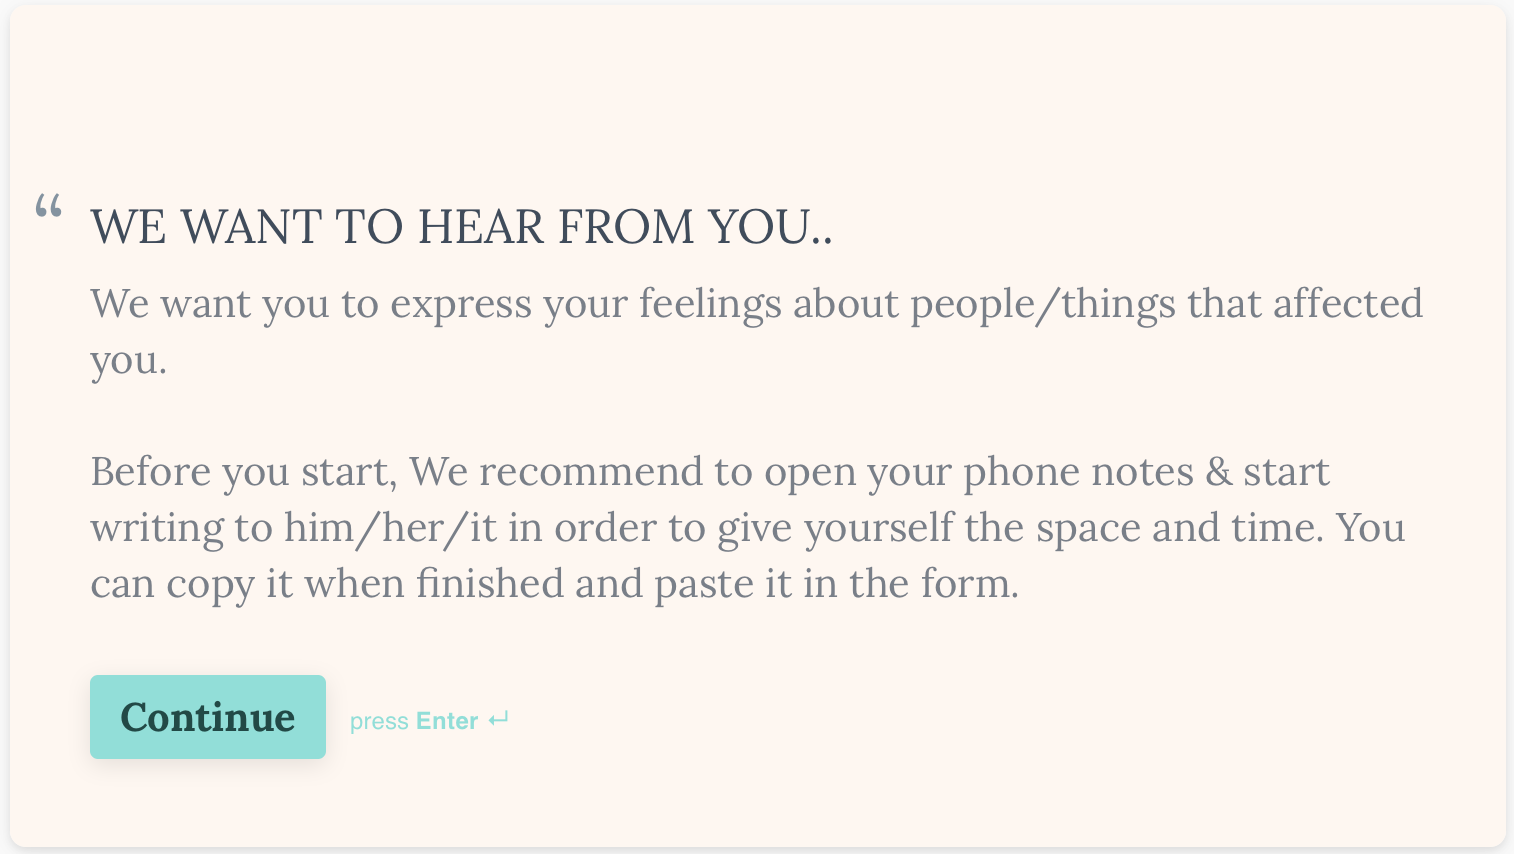 “ WE WANT TO HEAR FROM YOU..
We want you to express your feelings about people/things that affected
you.
Before you start, We recommend to open your phone notes & start
writing to him/her/it in order to give yourself the space and time. You
can copy it when finished and paste it in the form.
Continue press Enter ↵